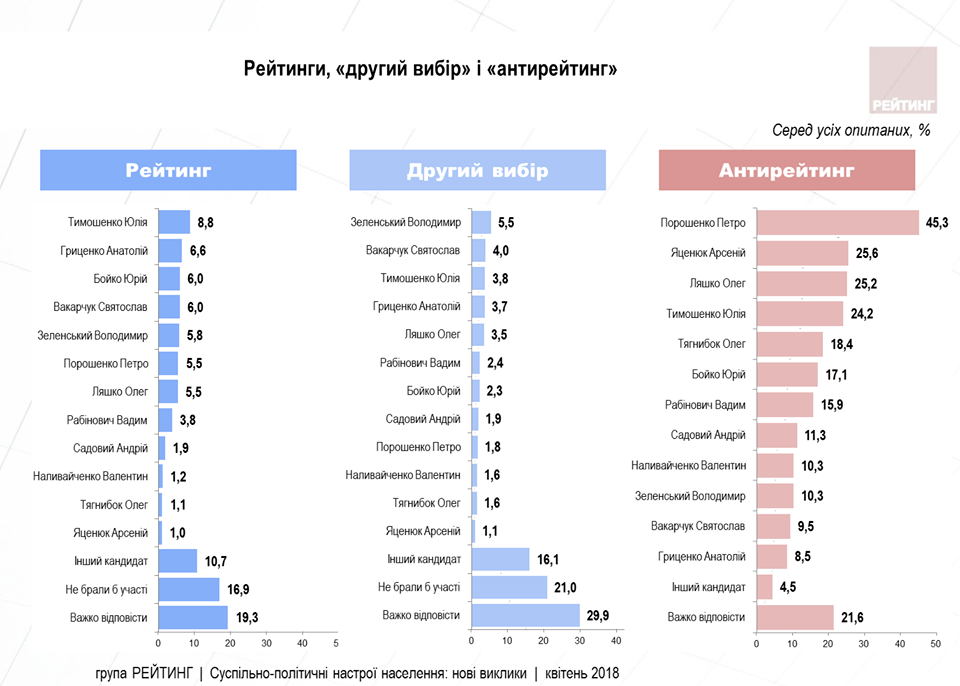 Рейтинги, «другий вибір» і «антирейтинг»
РЕЙТИНГ
Серед усіх опитаних, %
Рейтинг
Тимошенко Юлія 8,8
Гриценко Анатолій 6,6
Бойко Юрій 6,0
Вакарчук Святослав 6,0
Зеленський Володимир 5,8
Порошенко Петро 5,5
Ляшко Олег 5,5
Рабінович Вадим 3,8
Садовий Андрій 1,9
Наливайченко Валентин 1,2
Тягнибок Олег 1,1
Яценюк Арсеній 1,0
Інший кандидат 10,7
Не брали б участі 16,9
Важко відповісти 19,3
0 10 20 30 40 5
Другий вибір
Зеленський Володимир 5,5
Вакарчук Святослав 4,0
Тимошенко Юлія 3,8
Гриценко Анатолій 3,7
Ляшко Олег 3,5
Рабінович Вадим 2,4
Бойко Юрій 2,3
Садовий Андрій 1,9
Порошенко Петро 1,8
Наливайченко Валентин 1,6
Тягнибок Олег 1,6
Яценюк Арсеній 1,1
Інший кандидат 16,1
Не брали б участі 21,0
Важко відповісти 29,9
0 10 20 30 40
Антирейтинг
Порошенко Петро 45,3
Яценюк Арсеній 25,6
Ляшко Олег 25,2
Тимошенко Юлія 24,2
Тягнибок Олег 18,4
Бойко Юрій 17,1
Рабінович Вадим 15,9
Садовий Андрій 11,3
Наливайченко Валентин 10,3
Зеленський Володимир 10,3
Вакарчук Святослав 9,5
Гриценко Анатолій 8,5
Інший кандидат 4,5
Важко відповісти 21,6
0 10 20 30 40 50
група РЕЙТИНГ | Суспільно-політичні настрої населення: нові виклики | квітень 2018